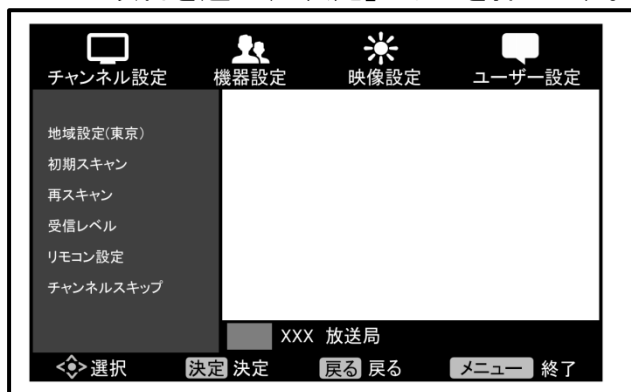 チャンネル設定 機器設定 映像設定 ユーザー設定
地域設定(東京)
初期スキャン
再スキャン
受信レベル
リモコン設定
チャンネルスキップ
XXX 放送局
選択 決定 決定 戻る 戻る メニュー 終了